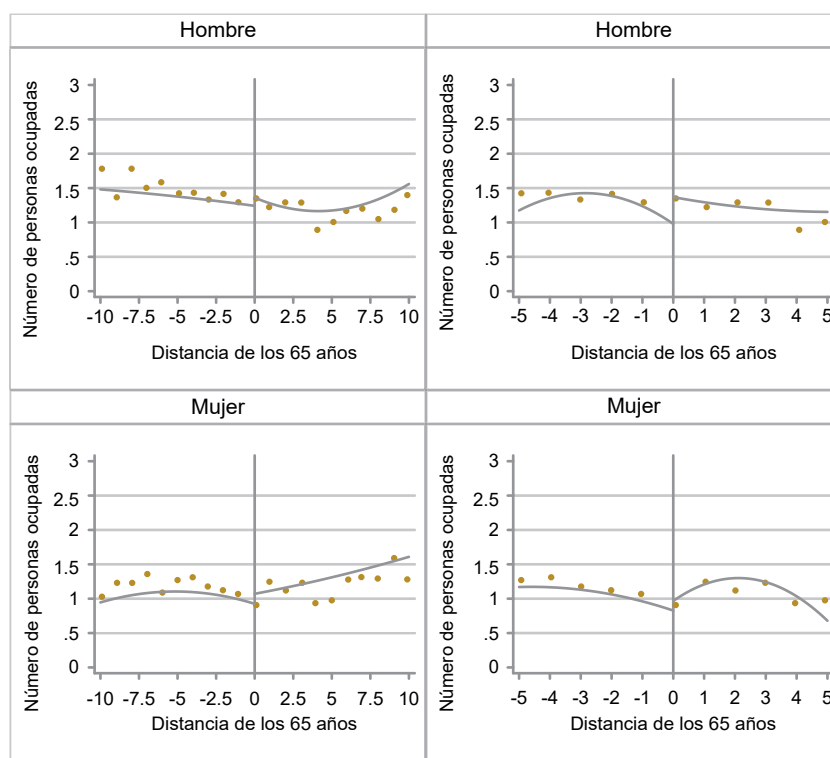 Hombre
Número de personas ocupadas
3
2.5
2
1.5
1
.5
0
-10 -7.5 -5 -2.5 0 2.5 5 7.5 10
Distancia de los 65 años
Hombre
Número de personas ocupadas
3
2.5
2
1.5
1
.5
0
-5 -4 -3 -2 -1 0 1 2 3 4 5
Distancia de los 65 años
Mujer
Número de personas ocupadas
3
2.5
2
1.5
1
.5
0
-10 -7.5 -5 -2.5 0 2.5 5 7.5 10
Distancia de los 65 años
Mujer
Número de personas ocupadas
3
2.5
2
1.5
1
.5
0
-5 -4 -3 -2 -1 0 1 2 3 4 5
Distancia de los 65 años